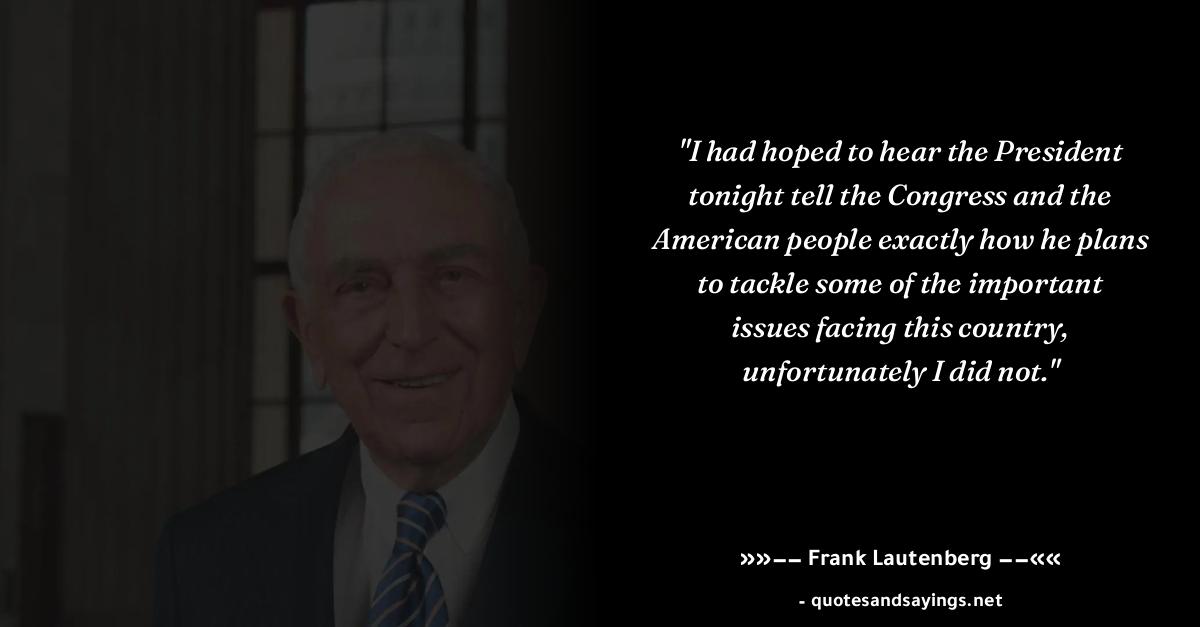 "I had hoped to hear the President
tonight tell the Congress and the
American people exactly how he plans
to tackle some of the important
issues facing this country,
unfortunately I did not."
»»–– Frank Lautenberg ––««
- quotesandsayings.net